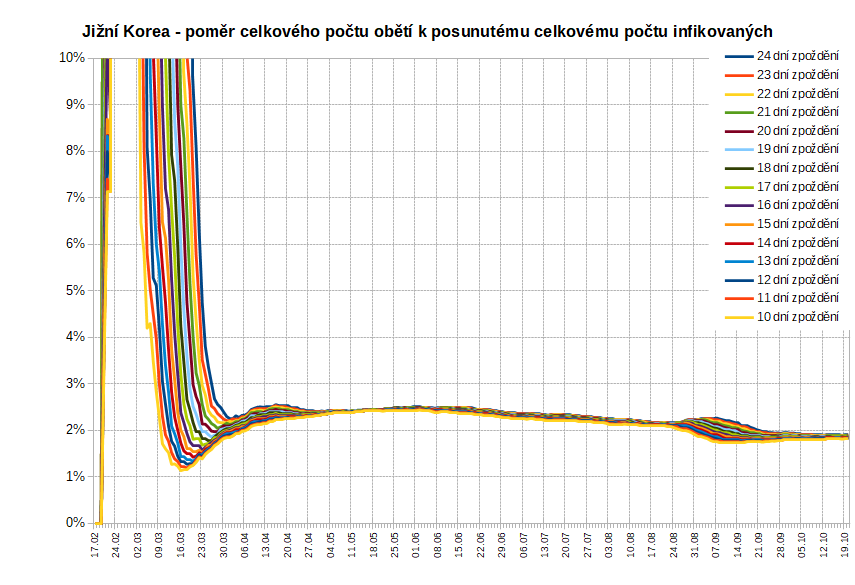 Jižní Korea - poměr celkového počtu obětí k posunutému celkovému počtu infikovaných
10%
9%
8%
7%
6%
5%
4%
3%
2%
1%
0%
24 dní zpoždění
23 dní zpoždění
22 dní zpoždění
21 dní zpoždění
20 dní zpoždění
19 dní zpoždění
18 dní zpoždění
17 dní zpoždění
16 dní zpoždění
15 dní zpoždění
14 dní zpoždění
13 dní zpoždění
12 dní zpoždění
11 dní zpoždění
10 dní zpoždění
17.02
24.02
02.03
09.03
16.03
23.03
30.03
06.04
13.04
20.04
27.04
04.05
11.05
18.05
25.05
01.06
08.06
15.06
22.06
29.06
06.07
13.07
20.07
27.07
03.08
10.08
17.08
24.08
31.08
07.09
14.09
21.09
28.09
05.10
12.10
19.10